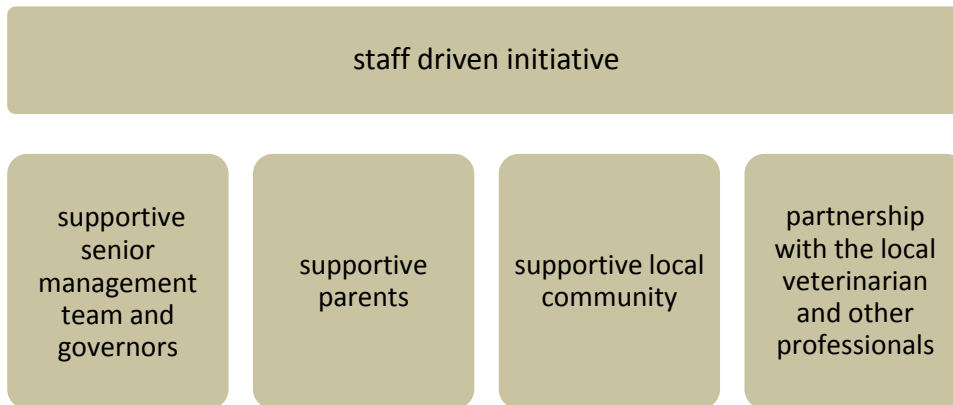 staff driven initiative
supportive
senior
management
team and
governors
supportive
parents
supportive local
community
partnership
with the local
veterinarian
and other
professionals